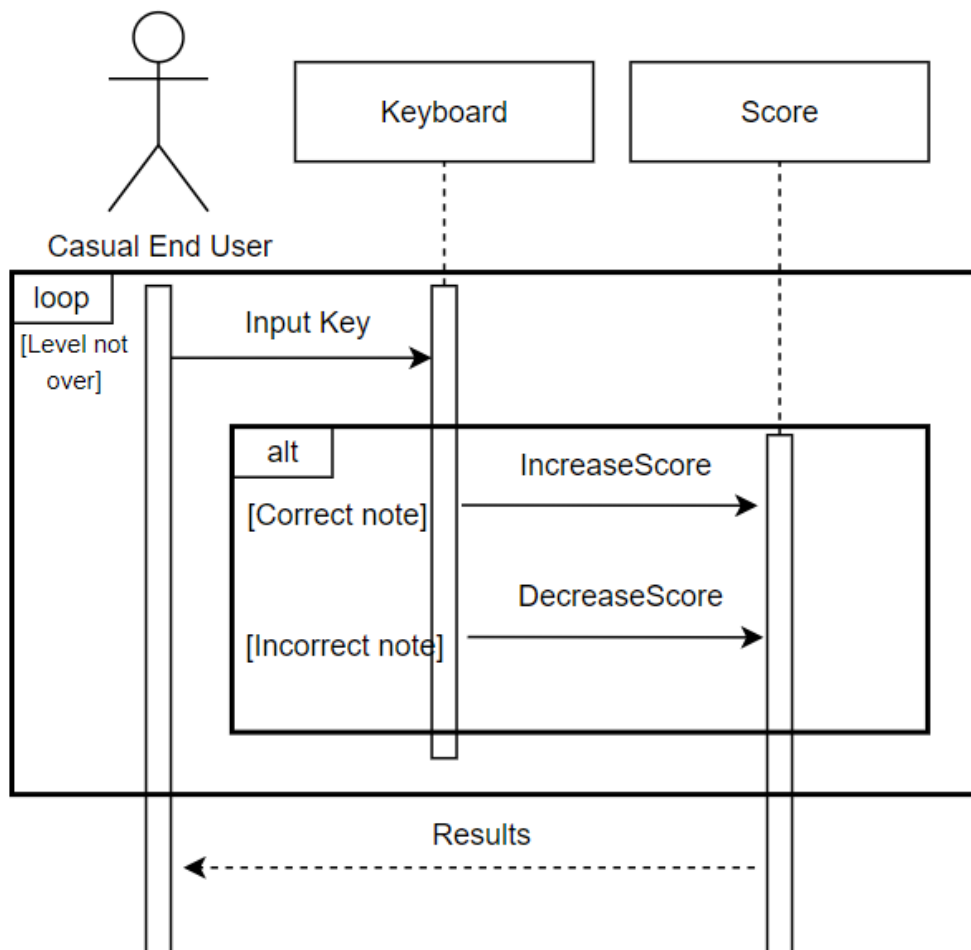 Keyboard
Score
Casual End User
loop
[Level not
over]
Input Key
alt
IncreaseScore
[Correct note]
DecreaseScore
[Incorrect note]
Results